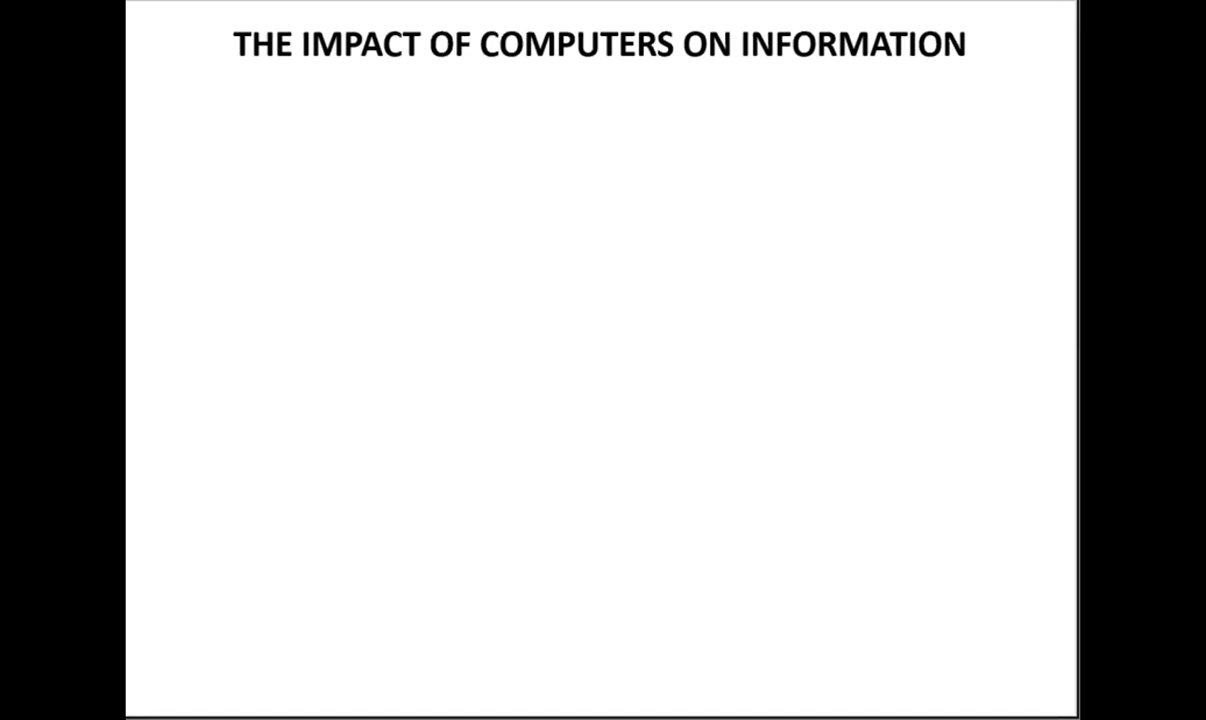 THE IMPACT OF COMPUTERS ON INFORMATION